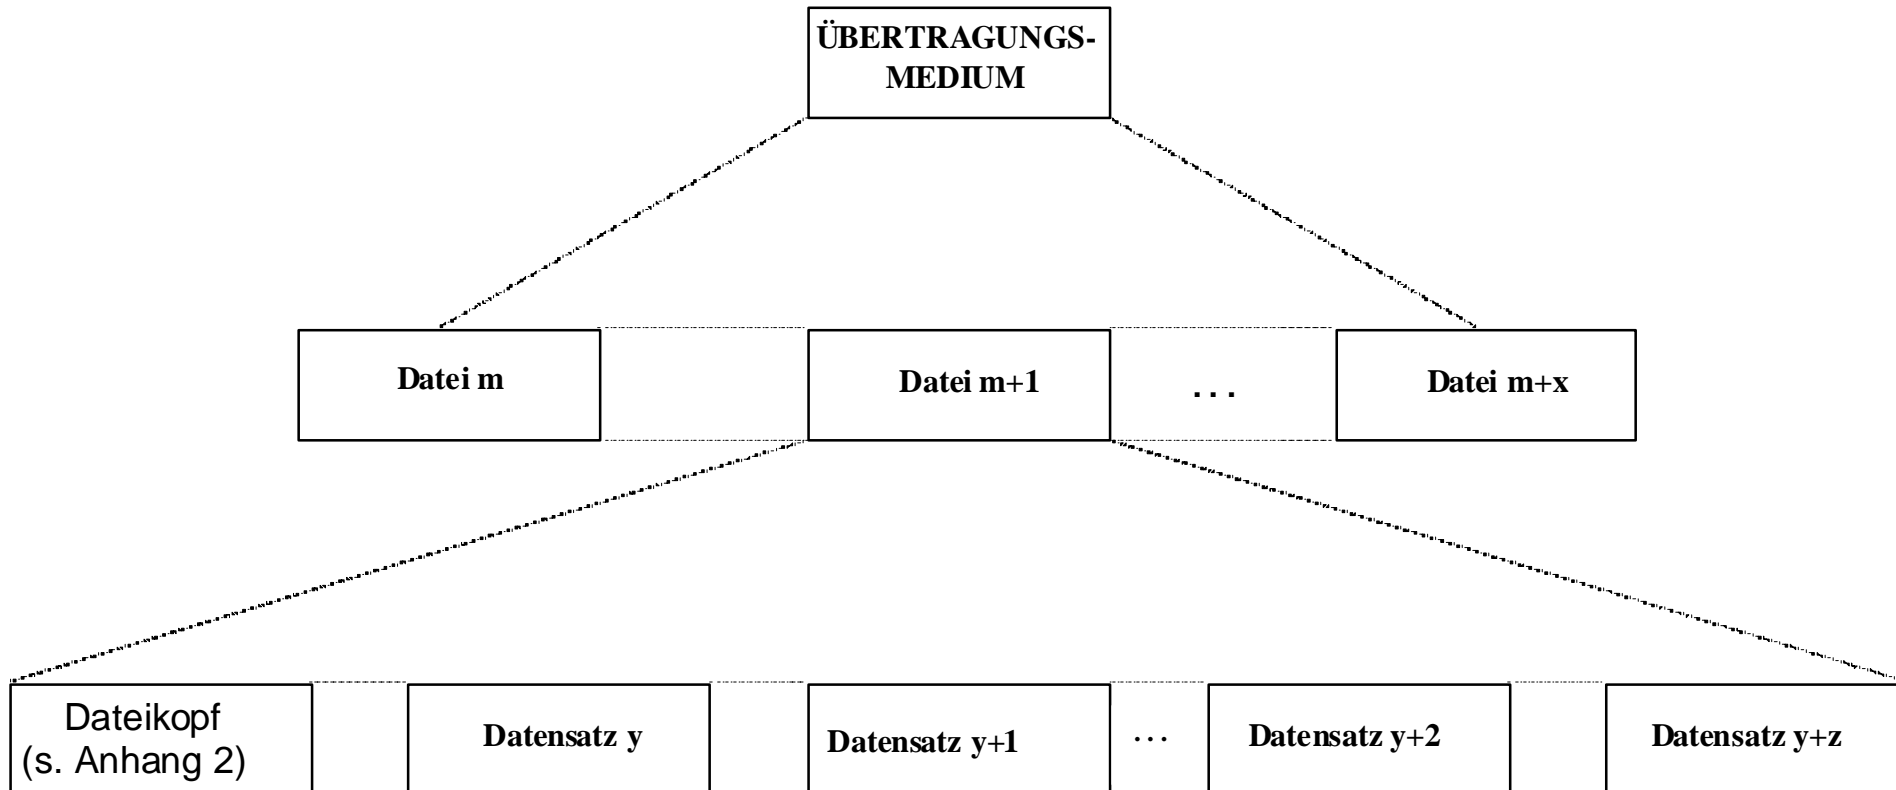 ÜBERTRAGUNGS-
MEDIUM
Datei m
Datei m+1
...
Datei m+x
Dateikopf
(s. Anhang 2)
Datensatz y
Datensatz y+1
...
Datensatz y+2
Datensatz y+z